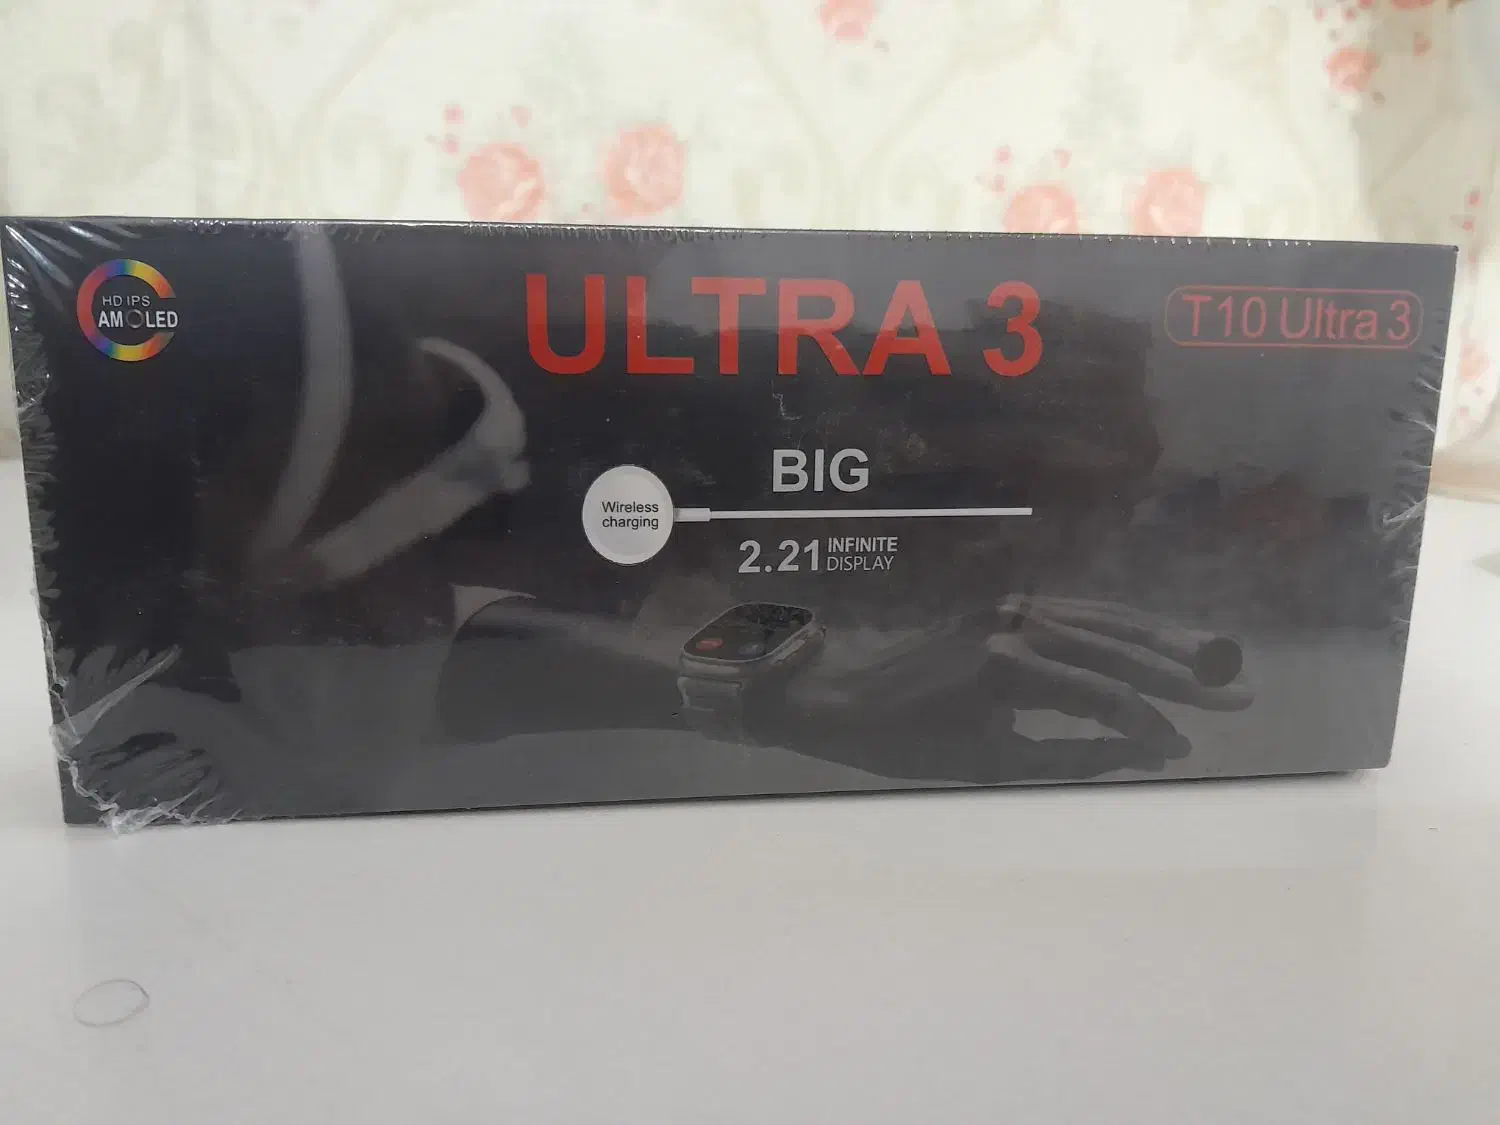 HD IPS
AMOLED
ULTRA 3
T10 Ultra 3
BIG
Wireless
charging
2.21 INFINITE
DISPLAY